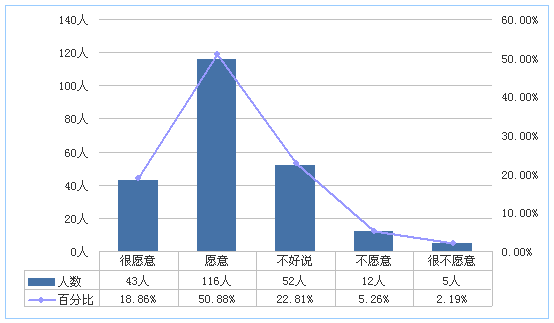 140人 60.00%
120人 50.00%
100人 40.00%
80人 30.00%
60人 20.00%
40人 10.00%
20人 0.00%
0人
很愿意 愿意 不好说 不愿意 很不愿意
人数 43人 116人 52人 12人 5人
百分比 18.86% 50.88% 22.81% 5.26% 2.19%